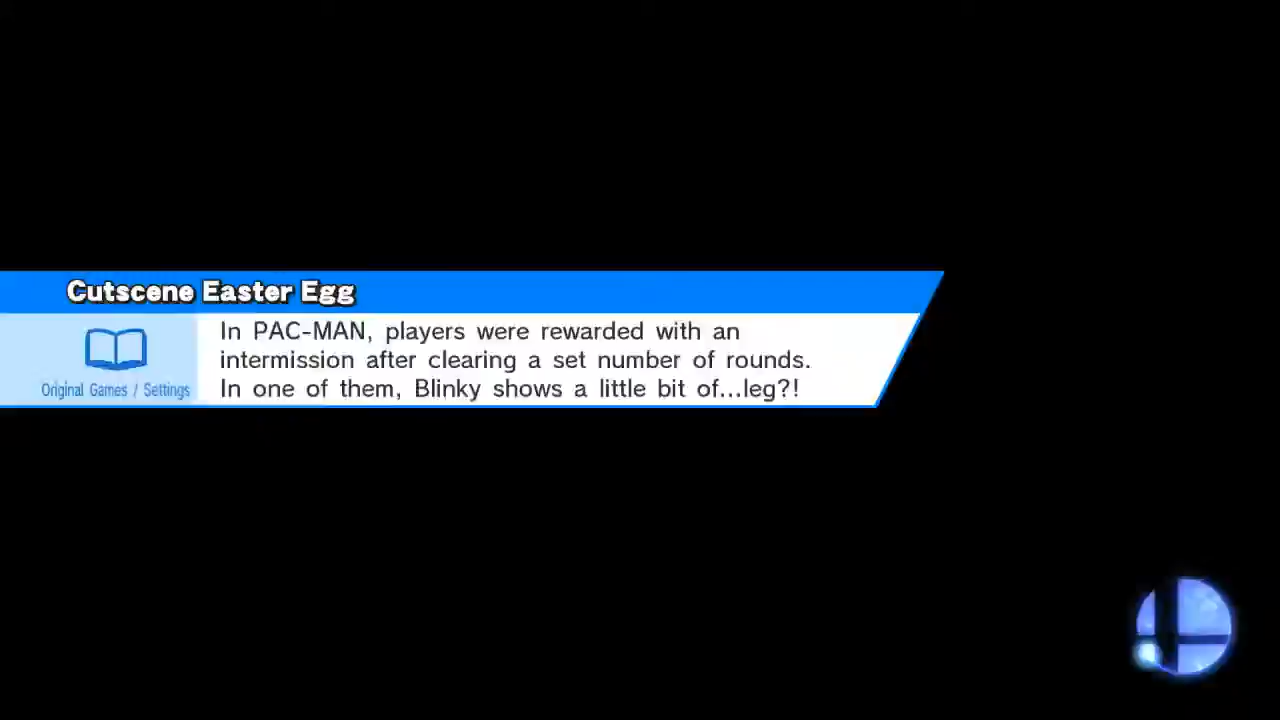 Cutscene Easter Egg
In PAC-MAN, players were rewarded with an
intermission after clearing a set number of rounds.
In one of them, Blinky shows a little bit of...leg?!
Original Games / Settings